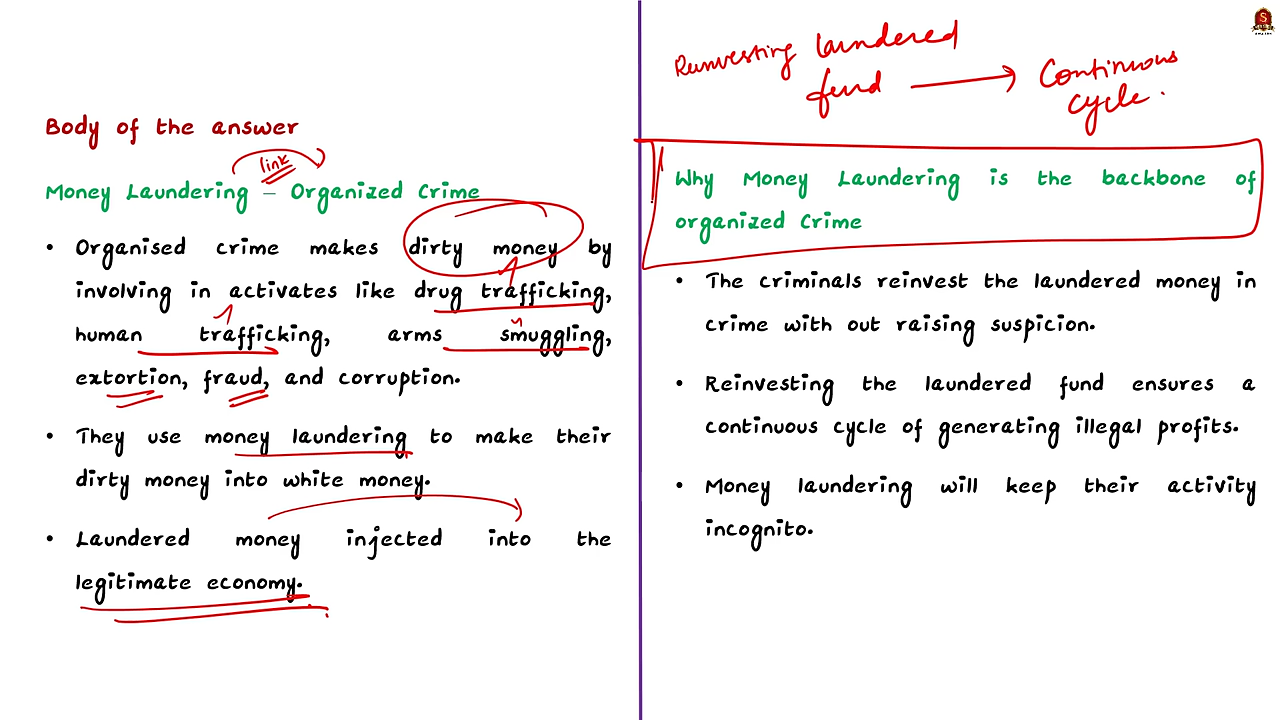 Body of the answer
link
Money Laundering – Organized Crime
• Organised crime makes dirty money by
involving in activates like drug trafficking,
human trafficking, arms smuggling,
extortion, fraud, and corruption.
• They use money laundering to make their
dirty money into white money.
• Laundered money injected into the
legitimate economy.
Reinvesting laundered
fund → Continuous
cycle.
Why Money Laundering is the backbone of
organized Crime
• The criminals reinvest the laundered money in
crime with out raising suspicion.
• Reinvesting the laundered fund ensures a
continuous cycle of generating illegal profits.
• Money laundering will keep their activity
incognito.